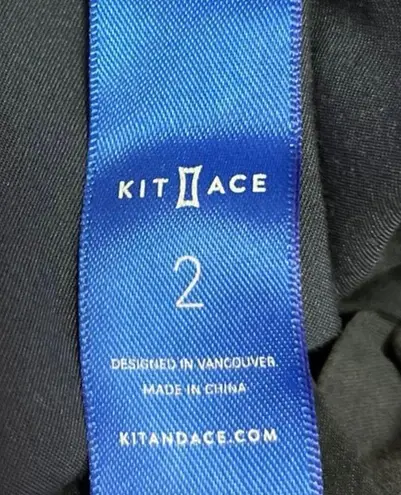 KIT ACE
2
DESIGNED IN VANCOUVER
MADE IN CHINA
KITANDACE.COM